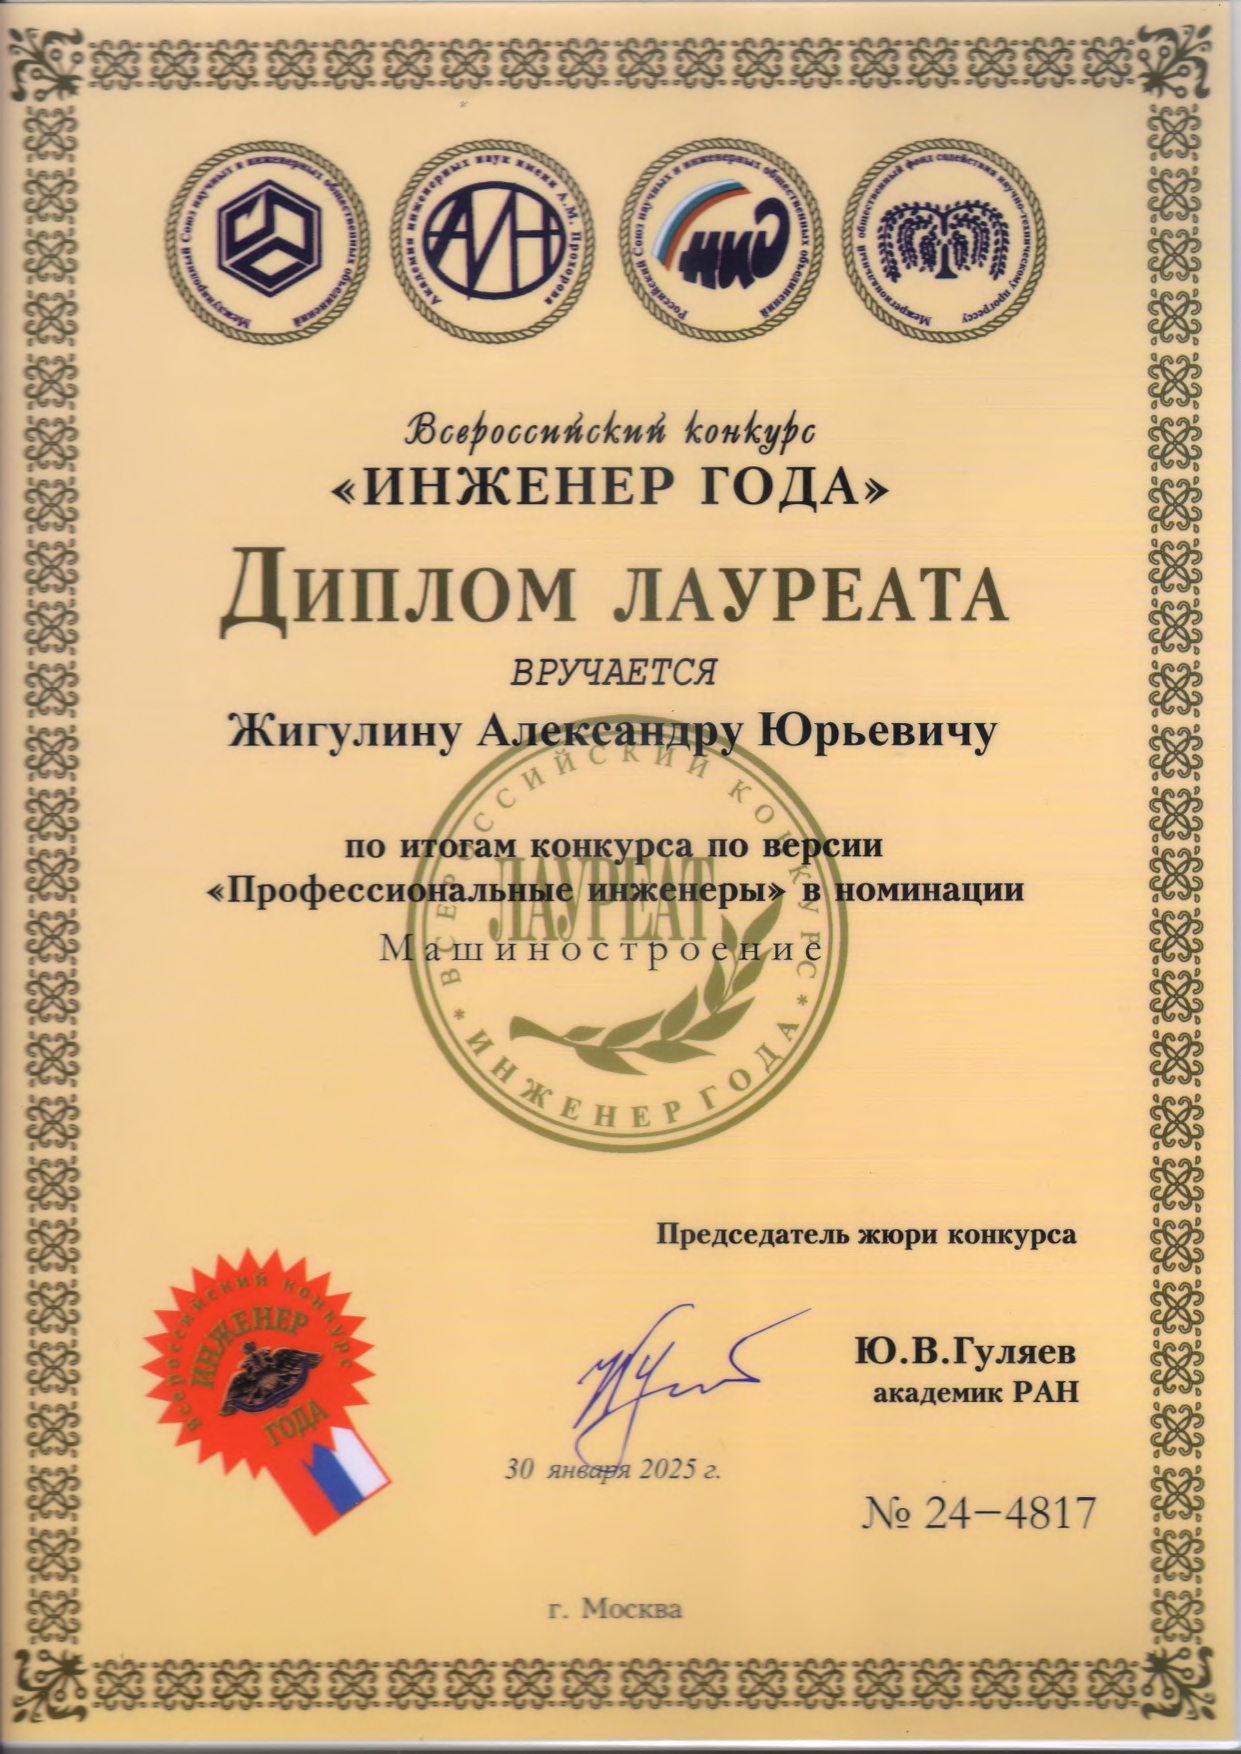 Международный Союз научных и инженерных общественных объединений
Академия инженерных наук имени А.М. Прохорова
АИН
Российский Союз научных и инженерных общественных объединений
НИО
Межрегиональный общественный фонд содействия научно-техническому прогрессу
Всероссийский конкурс
«ИНЖЕНЕР ГОДА»
ДИПЛОМ ЛАУРЕАТА
ВРУЧАЕТСЯ
Жигулину Александру Юрьевичу
по итогам конкурса по версии
«Профессиональные инженеры» в номинации
Машиностроение
ВСЕРОССИЙСКИЙ КОНКУРС
ЛАУРЕАТ
* ИНЖЕНЕР ГОДА *
Председатель жюри конкурса
Всероссийский конкурс
ИНЖЕНЕР
ГОДА
Ю.В.Гуляев
академик РАН
30 января 2025 г.
№ 24-4817
г. Москва